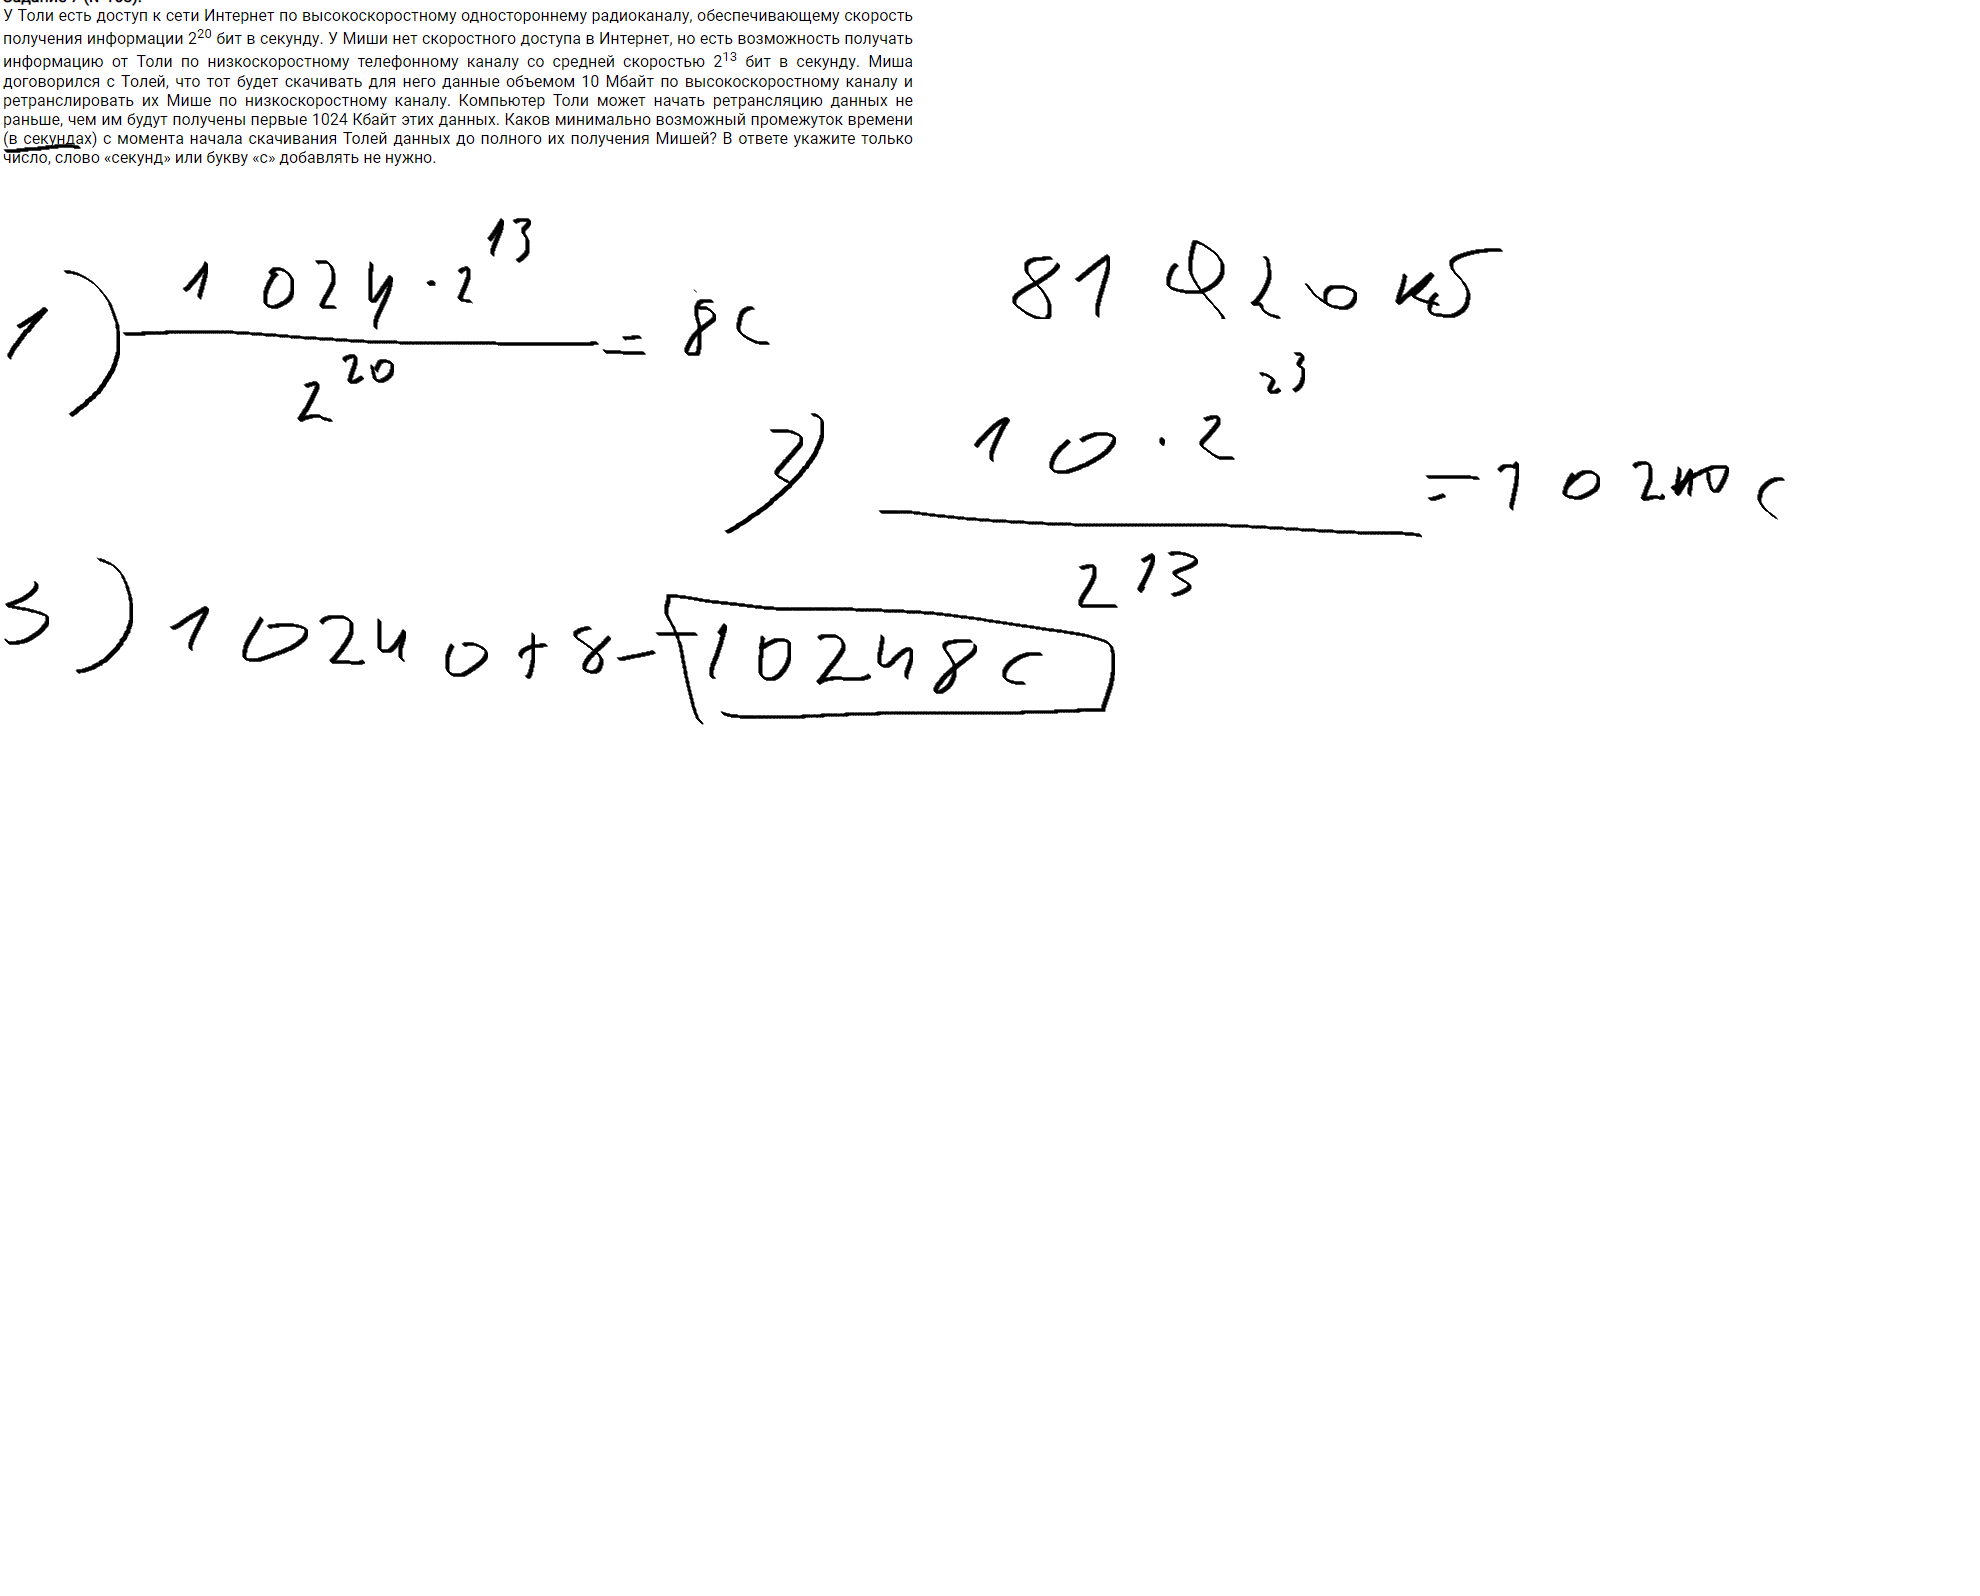 У Толи есть доступ к сети Интернет по высокоскоростному одностороннему радиоканалу, обеспечивающему скорость
получения информации 2^20 бит в секунду. У Миши нет скоростного доступа в Интернет, но есть возможность получать
информацию от Толи по низкоскоростному телефонному каналу со средней скоростью 2^13 бит в секунду. Миша
договорился с Толей, что тот будет скачивать для него данные объемом 10 Мбайт по высокоскоростному каналу и
ретранслировать их Мише по низкоскоростному каналу. Компьютер Толи может начать ретрансляцию данных не
раньше, чем им будут получены первые 1024 Кбайт этих данных. Каков минимально возможный промежуток времени
(в секундах) с момента начала скачивания Толей данных до полного их получения Мишей? В ответе укажите только
число, слово «секунд» или букву «с» добавлять не нужно.
1) 1024 · 2^13 / 2^20 = 8 с
81920 кб
2) 10 · 2^23 / 2^13 = 10240 с
3) 10240 + 8 = 10248 с